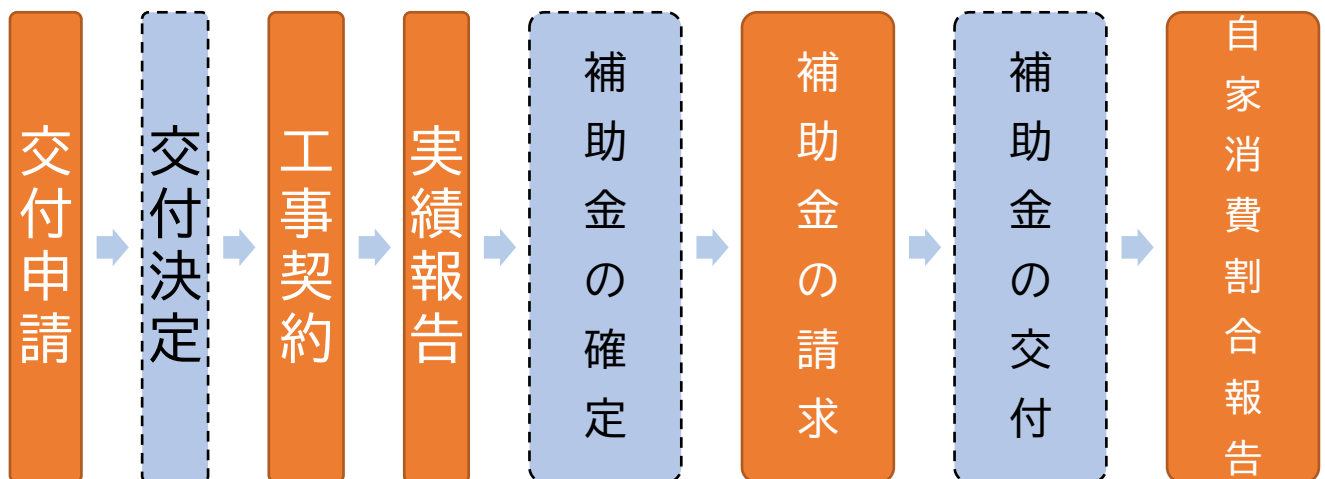 交付申請
交付決定
工事契約
実績報告
補助金の確定
補助金の請求
補助金の交付
自家消費割合報告